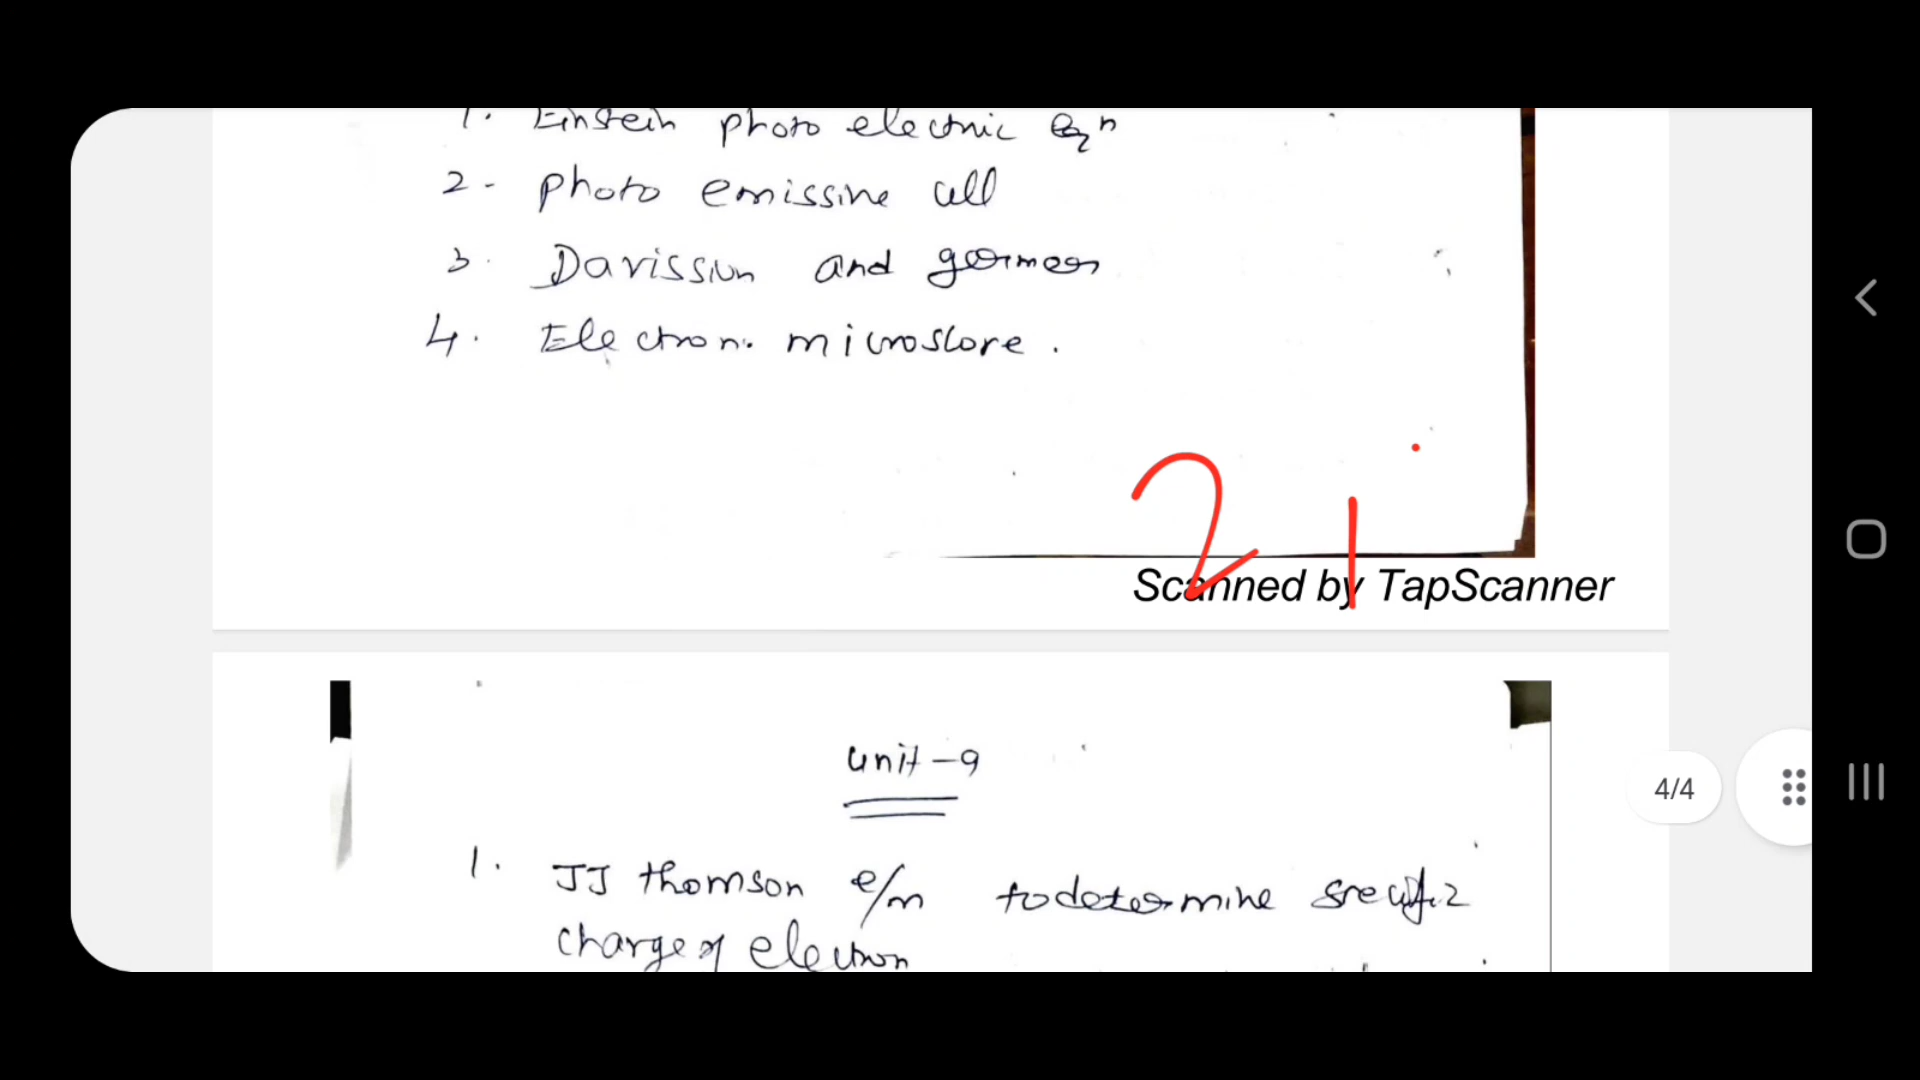 1. Einstein photo electric eqn
2 - photo emissive cell
3. Davission and germer
4. Electron. microscope.
21
Scanned by TapScanner
unit -9
4/4
1. JJ thomson e/m to determine specific
charge of electron